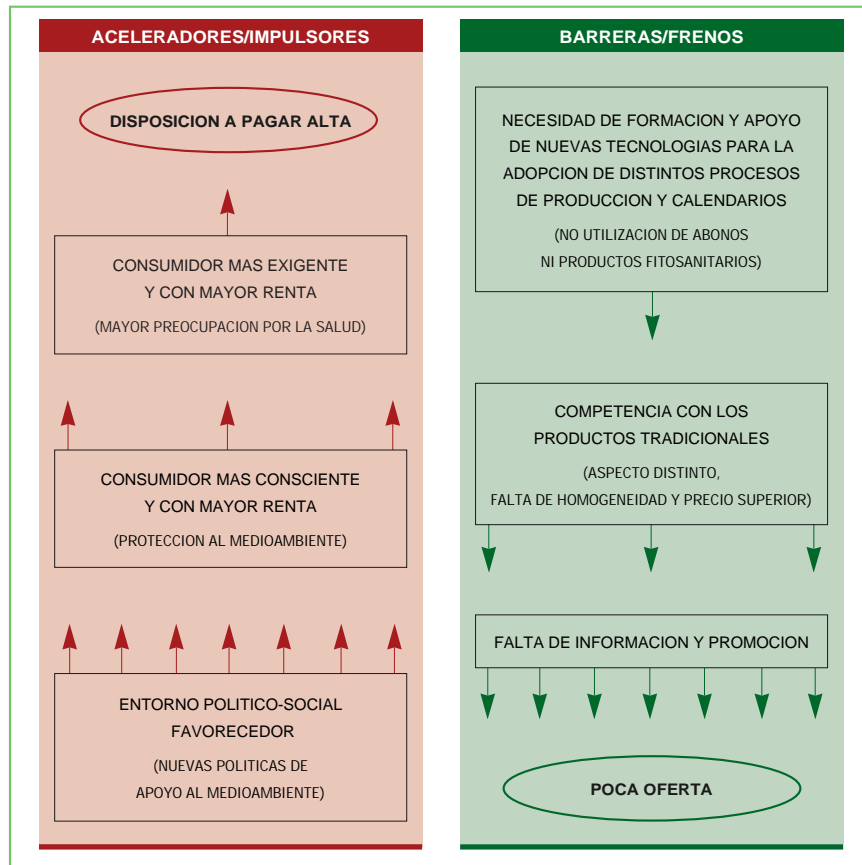 ACELERADORES/IMPULSORES
DISPOSICION A PAGAR ALTA
CONSUMIDOR MAS EXIGENTE
Y CON MAYOR RENTA
(MAYOR PREOCUPACION POR LA SALUD)
CONSUMIDOR MAS CONSCIENTE
Y CON MAYOR RENTA
(PROTECCION AL MEDIOAMBIENTE)
ENTORNO POLITICO-SOCIAL
FAVORECEDOR
(NUEVAS POLITICAS DE
APOYO AL MEDIOAMBIENTE)
BARRERAS/FRENOS
NECESIDAD DE FORMACION Y APOYO
DE NUEVAS TECNOLOGIAS PARA LA
ADOPCION DE DISTINTOS PROCESOS
DE PRODUCCION Y CALENDARIOS
(NO UTILIZACION DE ABONOS
NI PRODUCTOS FITOSANITARIOS)
COMPETENCIA CON LOS
PRODUCTOS TRADICIONALES
(ASPECTO DISTINTO,
FALTA DE HOMOGENEIDAD Y PRECIO SUPERIOR)
FALTA DE INFORMACION Y PROMOCION
POCA OFERTA